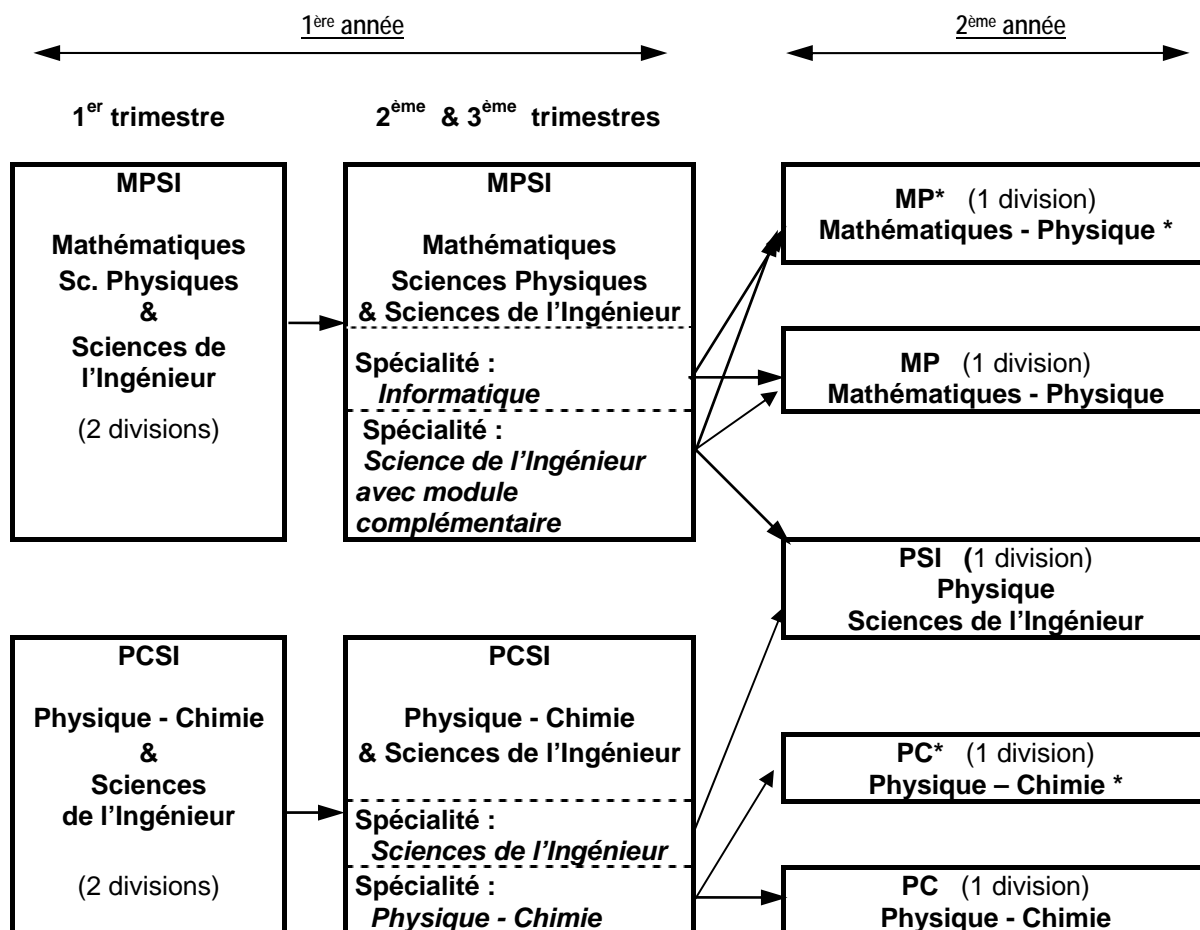 1ère année
2ème année
1er trimestre
2ème & 3ème trimestres
MPSI
Mathématiques
Sc. Physiques
&
Sciences de
l'Ingénieur
(2 divisions)
MPSI
Mathématiques
Sciences Physiques
& Sciences de l'Ingénieur
Spécialité :
Informatique
Spécialité :
Science de l'Ingénieur
avec module
complémentaire
MP* (1 division)
Mathématiques - Physique *
MP (1 division)
Mathématiques - Physique
PSI (1 division)
Physique
Sciences de l'Ingénieur
PCSI
Physique - Chimie
&
Sciences
de l'Ingénieur
(2 divisions)
PCSI
Physique - Chimie
& Sciences de l'Ingénieur
Spécialité :
Sciences de l'Ingénieur
Spécialité :
Physique - Chimie
PC* (1 division)
Physique – Chimie *
PC (1 division)
Physique - Chimie